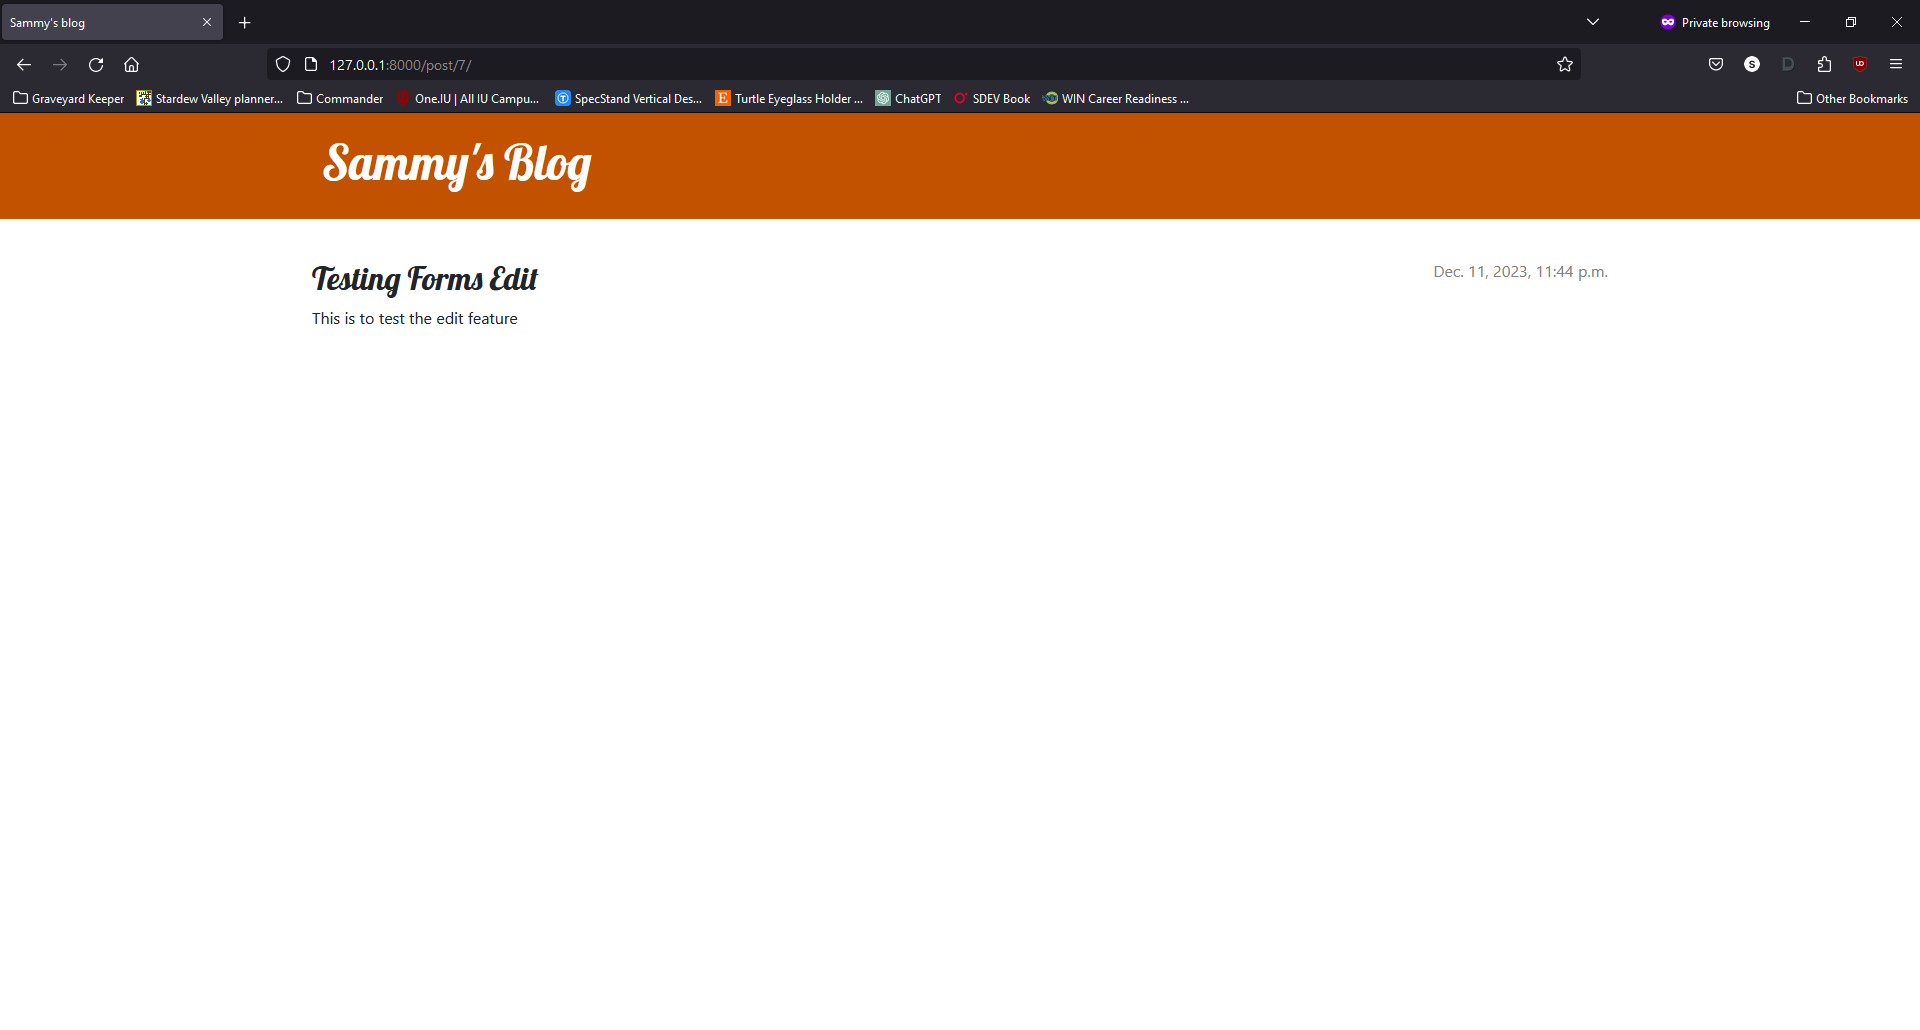 Sammy's blog
Private browsing
127.0.0.1:8000/post/7/
S
D
UD
Graveyard Keeper
Stardew Valley planner...
Commander
One.IU | All IU Campu...
SpecStand Vertical Des...
Turtle Eyeglass Holder ...
ChatGPT
SDEV Book
WIN Career Readiness ...
Other Bookmarks
Sammy's Blog
Testing Forms Edit
Dec. 11, 2023, 11:44 p.m.
This is to test the edit feature